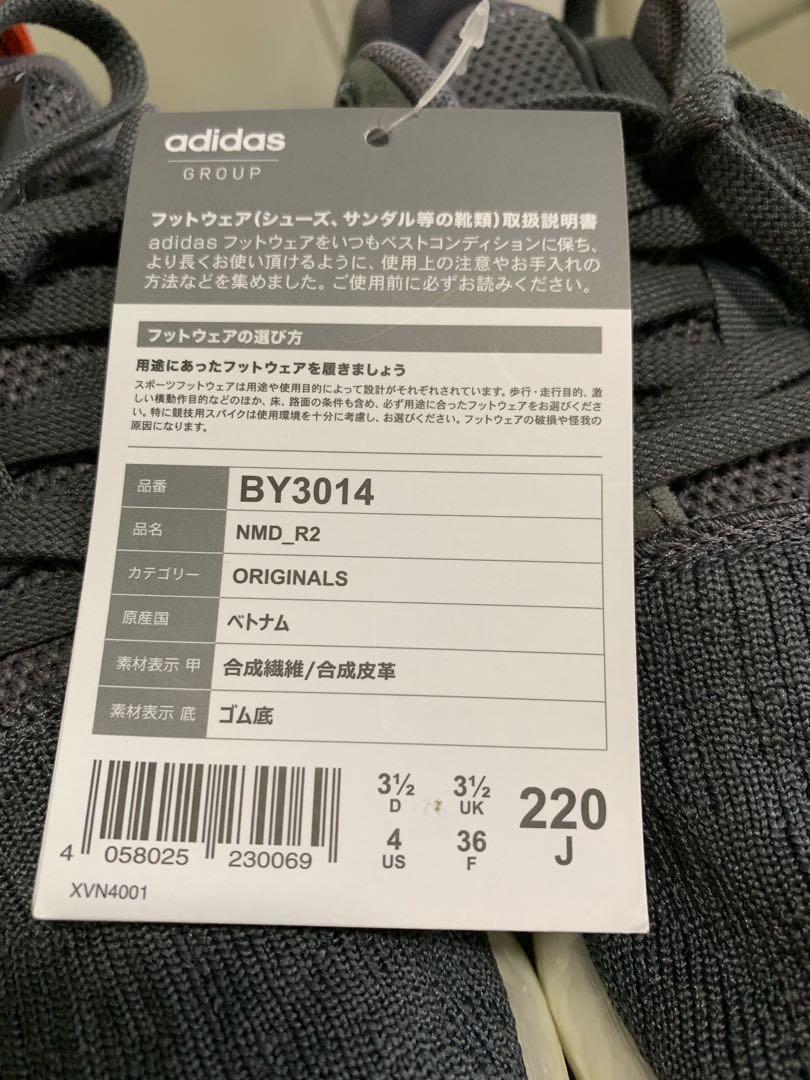 adidas
GROUP
フットウェア(シューズ、サンダル等の靴類)取扱説明書
adidas フットウェアをいつもベストコンディションに保ち、
より長くお使い頂けるように、使用上の注意やお手入れの
方法などを集めました。ご使用前に必ずお読みください。
フットウェアの選び方
用途にあったフットウェアを履きましょう
スポーツフットウェアは用途や使用目的によって設計がそれぞれされています。歩行・走行目的、激
しい横動作目的などのほか、床、路面の条件も含め、必ず用途に合ったフットウェアをお選びくださ
い。特に競技用スパイクは使用環境を十分に考慮し、お選びください。フットウェアの破損や怪我の
原因になります。
品番 BY3014
品名 NMD_R2
カテゴリー ORIGINALS
原産国 ベトナム
素材表示 甲 合成繊維/合成皮革
素材表示 底 ゴム底
3½ D 3½ UK 220 J
4 US 36 F
4 058025 230069
XVN4001